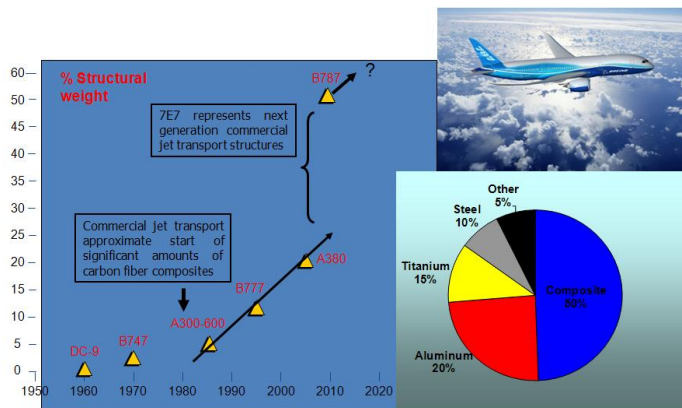 % Structural
weight
60
55
50
45
40
35
30
25
20
15
10
5
0
1950
1960
1970
1980
1990
2000
2010
2020
B787
?
7E7 represents next
generation commercial
jet transport structures
Commercial jet transport
approximate start of
significant amounts of
carbon fiber composites
DC-9
B747
A300-600
B777
A380
787
BOEING
Other
5%
Steel
10%
Titanium
15%
Composite
50%
Aluminum
20%